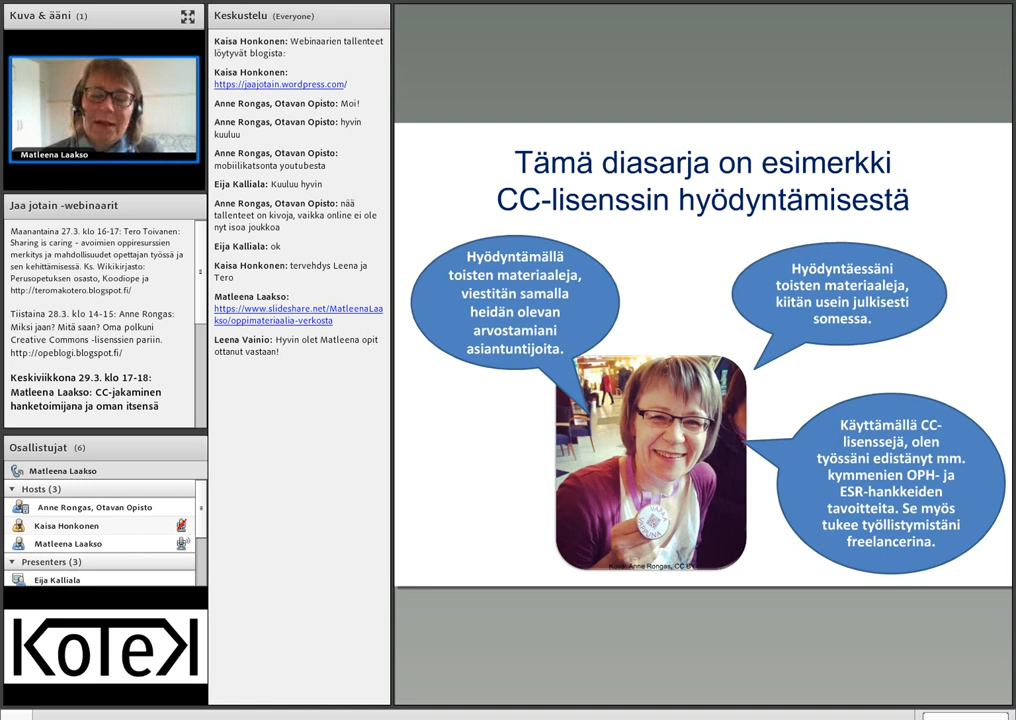 Kuva & ääni (1)
Matleena Laakso
Jaa jotain -webinaarit
Maanantaina 27.3. klo 16-17: Tero Toivanen:
Sharing is caring – avoimien oppiresurssien
merkitys ja mahdollisuudet opettajan työssä ja
sen kehittämisessä. Ks. Wikikirjasto:
Perusopetuksen osasto, Koodiope ja
http://teromakotero.blogspot.fi/
Tiistaina 28.3. klo 14-15: Anne Rongas:
Miksi jaan? Mitä saan? Oma polkuni
Creative Commons -lisenssien pariin.
http://opeblogi.blogspot.fi/
Keskiviikkona 29.3. klo 17-18:
Matleena Laakso: CC-jakaminen
hanketoimijana ja oman itsensä
Osallistujat (6)
Matleena Laakso
Hosts (3)
Anne Rongas, Otavan Opisto
Kaisa Honkonen
Matleena Laakso
Presenters (3)
Eija Kalliala
KOTEK
Keskustelu (Everyone)
Kaisa Honkonen: Webinaarien tallenteet
löytyvät blogista:
Kaisa Honkonen:
https://jaajotain.wordpress.com/
Anne Rongas, Otavan Opisto: Moi!
Anne Rongas, Otavan Opisto: hyvin
kuuluu
Anne Rongas, Otavan Opisto:
mobiilikatsonta youtubesta
Eija Kalliala: Kuuluu hyvin
Anne Rongas, Otavan Opisto: nää
tallenteet on kivoja, vaikka online ei ole
nyt isoa joukkoa
Eija Kalliala: ok
Kaisa Honkonen: tervehdys Leena ja
Tero
Matleena Laakso:
https://www.slideshare.net/MatleenaLaa
kso/oppimateriaalia-verkosta
Leena Vainio: Hyvin olet Matleena opit
ottanut vastaan!
Tämä diasarja on esimerkki
CC-lisenssin hyödyntämisestä
Hyödyntämällä
toisten materiaaleja,
viestitän samalla
heidän olevan
arvostamiani
asiantuntijoita.
Hyödyntäessäni
toisten materiaaleja,
kiitän usein julkisesti
somessa.
Käyttämällä CC-
lisenssejä, olen
työssäni edistänyt mm.
kymmenien OPH- ja
ESR-hankkeiden
tavoitteita. Se myös
tukee työllistymistäni
freelancerina.
Anne Rongas, CC BY